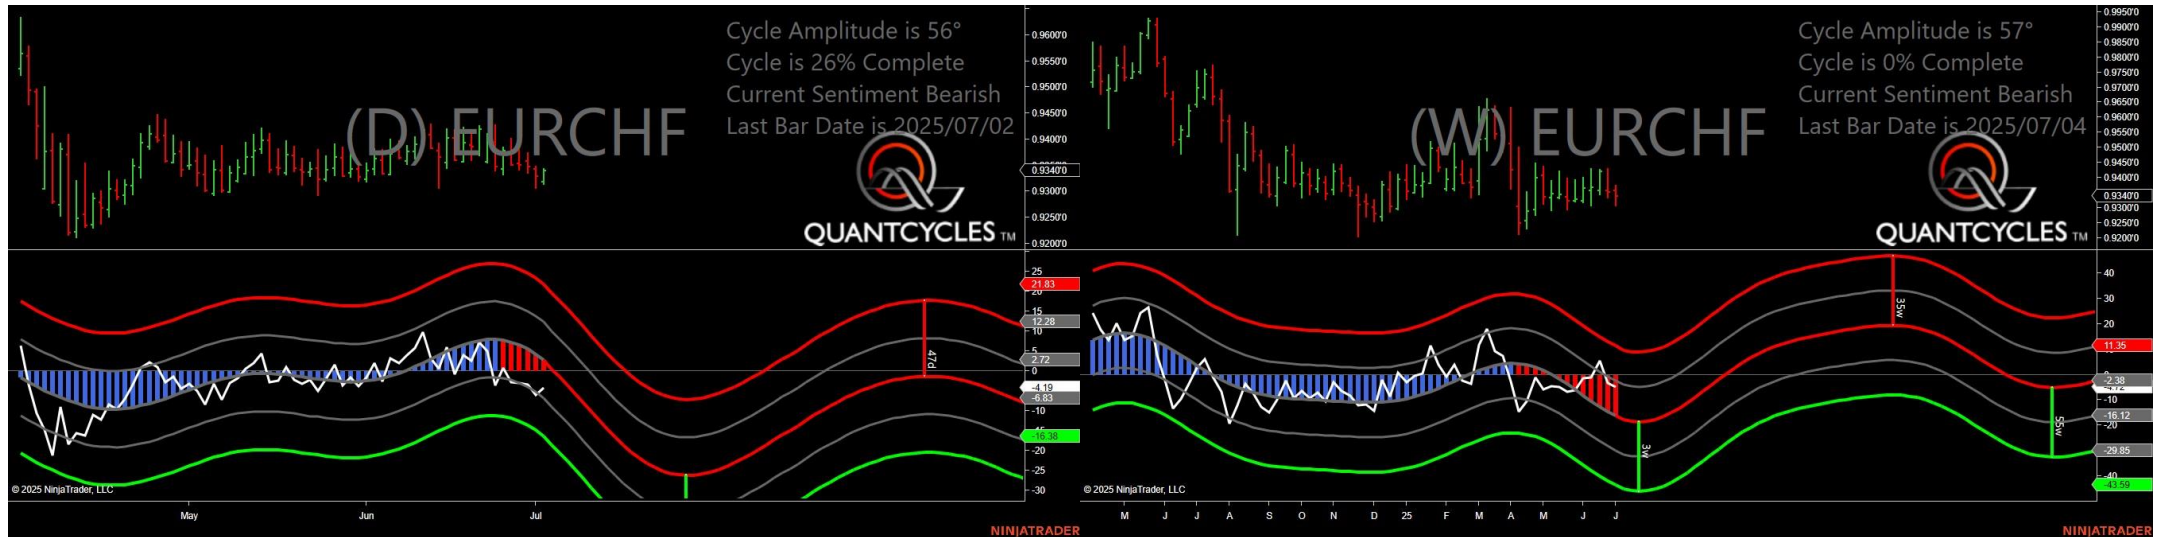 Cycle Amplitude is 56°
Cycle is 26% Complete
Current Sentiment Bearish
Last Bar Date is 2025/07/02
(D) EURCHF
QUANTCYCLES TM
0.9600'0
0.9550'0
0.9500'0
0.9450'0
0.9400'0
0.9340'0
0.9300'0
0.9250'0
0.9200'0
25
21.83
20
15
12.28
10
5
2.72
0
-4.19
-6.83
-10
-16.38
-20
-25
-30
47d
© 2025 NinjaTrader, LLC
May
Jun
Jul
NINJATRADER
Cycle Amplitude is 57°
Cycle is 0% Complete
Current Sentiment Bearish
Last Bar Date is 2025/07/04
(W) EURCHF
QUANTCYCLES TM
0.9950'0
0.9900'0
0.9850'0
0.9800'0
0.9750'0
0.9700'0
0.9650'0
0.9600'0
0.9550'0
0.9500'0
0.9450'0
0.9400'0
0.9340'0
0.9300'0
0.9250'0
0.9200'0
40
30
20
11.35
-2.38
-10
-16.12
-20
-29.85
-40
-43.59
35w
3w
55w
© 2025 NinjaTrader, LLC
M
J
J
A
S
O
N
D
25
F
M
A
M
J
J
NINJATRADER